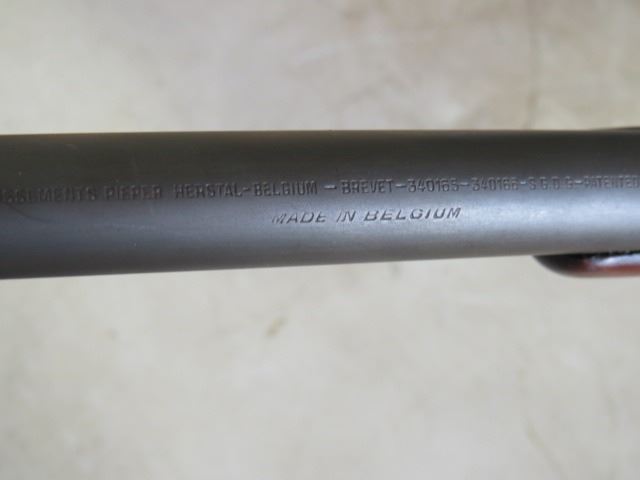 PIEPER HERSTAL-BELGIUM - BREVET-340165-340166-S.G.D.G-PATENTED
MADE IN BELGIUM